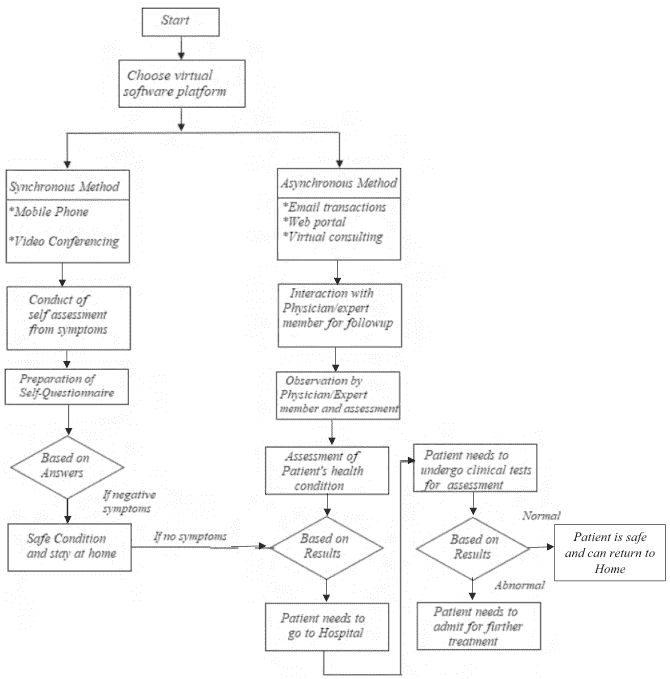 Start
Choose virtual
software platform
Synchronous Method
*Mobile Phone
*Video Conferencing
Asynchronous Method
*Email transactions
*Web portal
*Virtual consulting
Conduct of
self assessment
from symptoms
Interaction with
Physician/expert
member for followup
Preparation of
Self-Questionnaire
Observation by
Physician/Expert
member and assessment
Based on
Answers
If negative
symptoms
Safe Condition
and stay at home
If no symptoms
Assessment of
Patient's health
condition
Based on
Results
Patient needs to
go to Hospital
Patient needs to
undergo clinical tests
for assessment
Based on
Results
Normal
Patient is safe
and can return to
Home
Abnormal
Patient needs to
admit for further
treatment